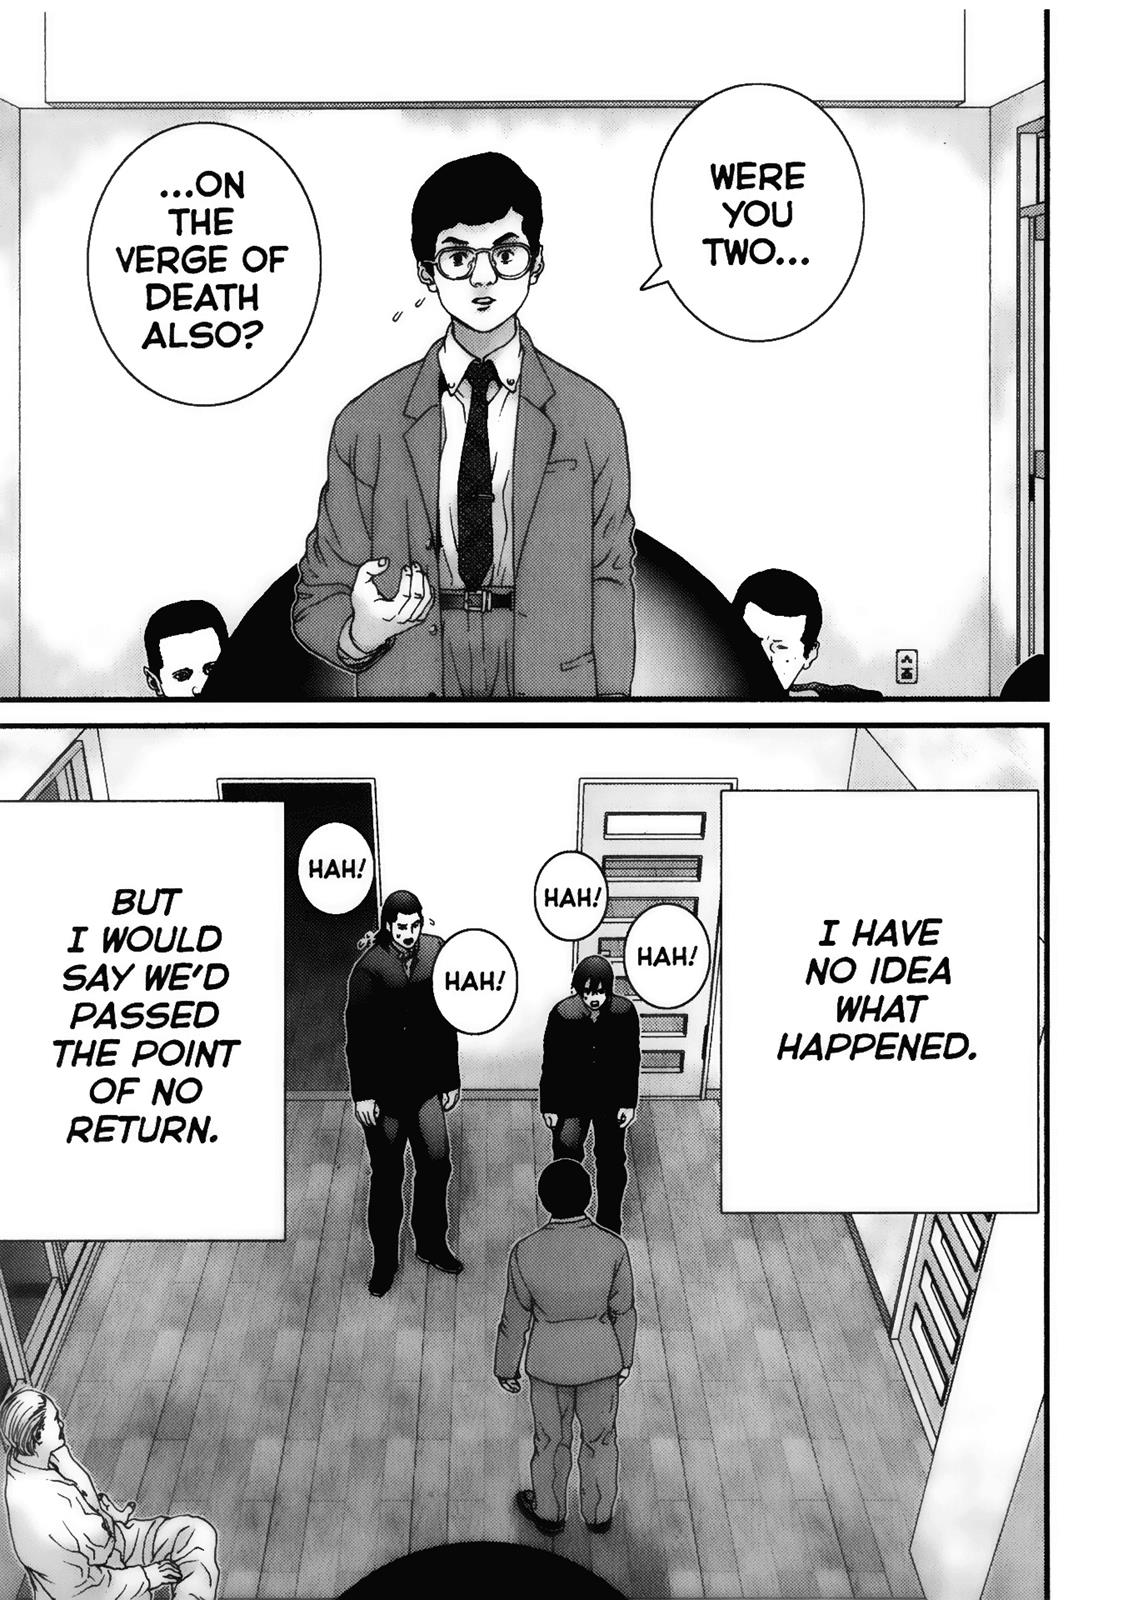 WERE
YOU
TWO...
...ON
THE
VERGE OF
DEATH
ALSO?
I HAVE
NO IDEA
WHAT
HAPPENED.
HAH!
HAH!
HAH!
HAH!
BUT
I WOULD
SAY WE'D
PASSED
THE POINT
OF NO
RETURN.